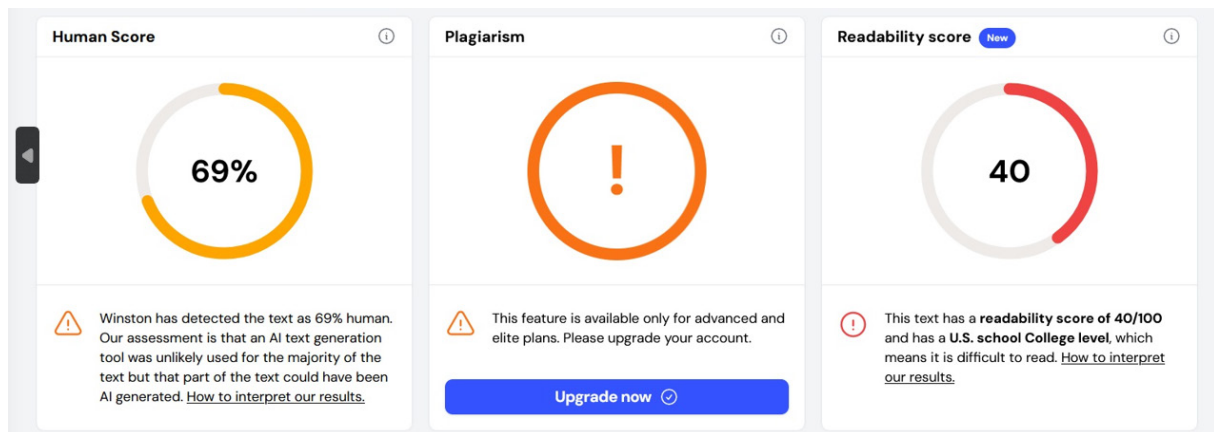 Human Score
69%
Winston has detected the text as 69% human.
Our assessment is that an AI text generation
tool was unlikely used for the majority of the
text but that part of the text could have been
AI generated. How to interpret our results.
Plagiarism
!
This feature is available only for advanced and
elite plans. Please upgrade your account.
Upgrade now
Readability score New
40
This text has a readability score of 40/100
and has a U.S. school College level, which
means it is difficult to read. How to interpret
our results.